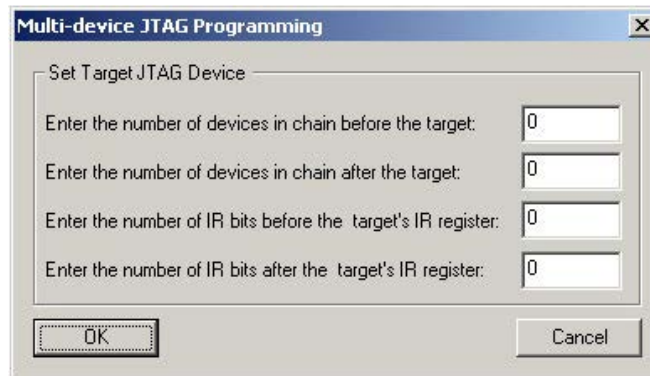 Multi-device JTAG Programming
Set Target JTAG Device
Enter the number of devices in chain before the target: 0
Enter the number of devices in chain after the target: 0
Enter the number of IR bits before the target's IR register: 0
Enter the number of IR bits after the target's IR register: 0
OK Cancel